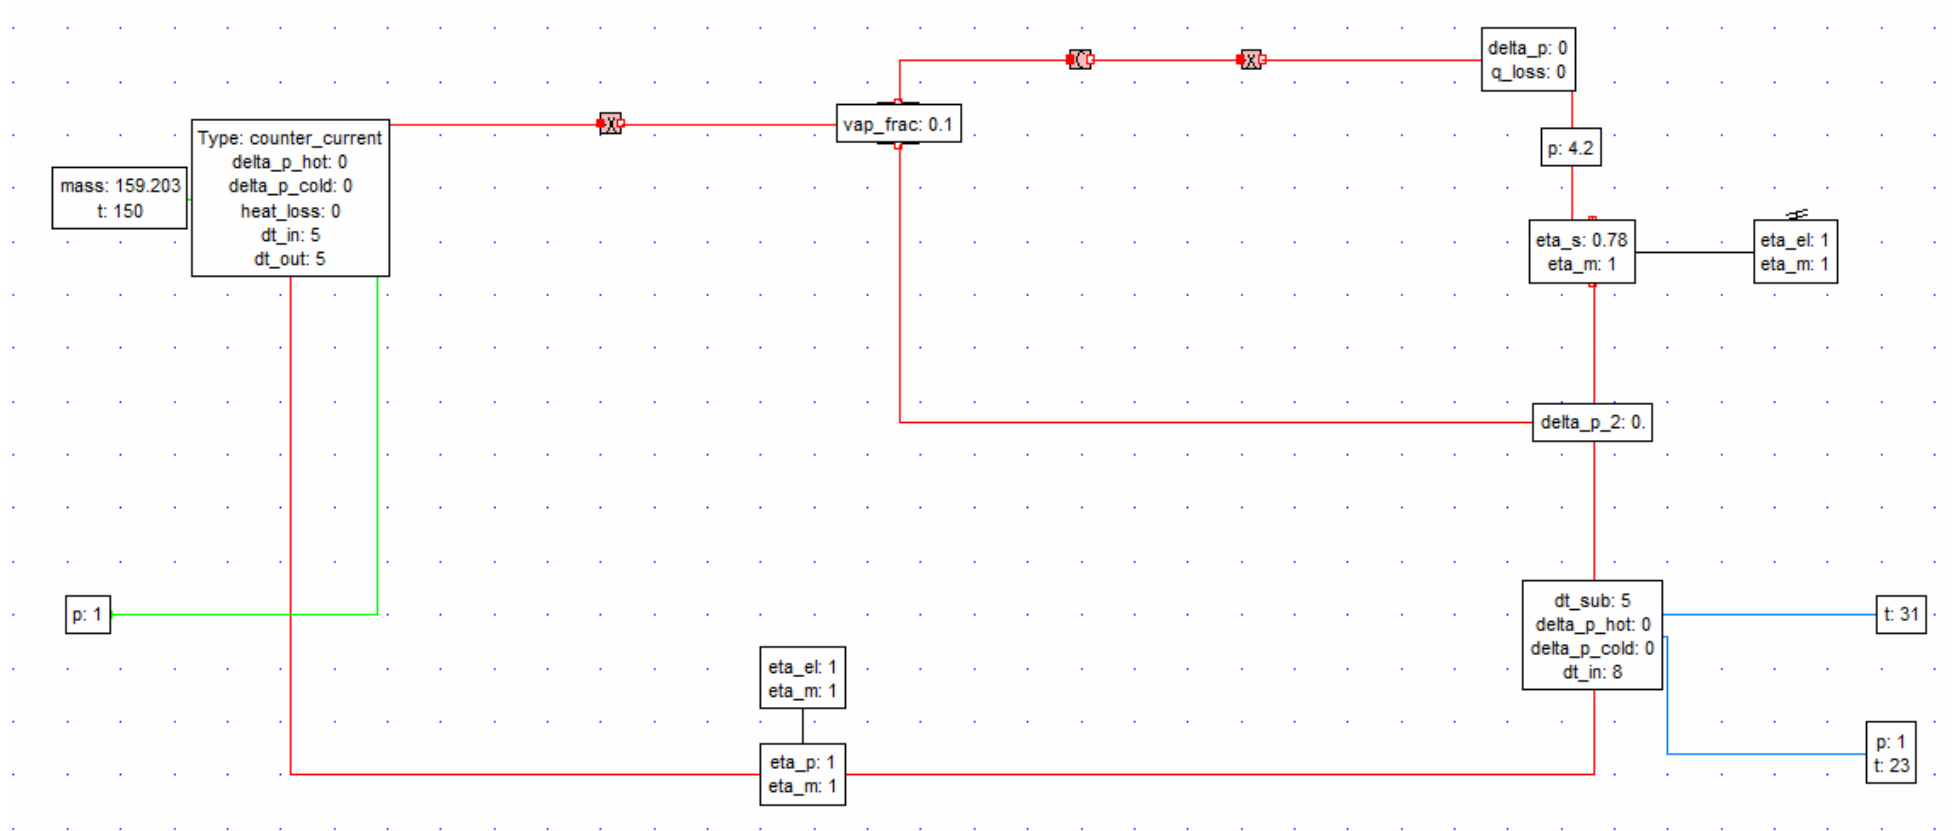 delta_p: 0
q_loss: 0
C
X
X
vap_frac: 0.1
Type: counter_current
delta_p_hot: 0
delta_p_cold: 0
heat_loss: 0
dt_in: 5
dt_out: 5
mass: 159.203
t: 150
p: 4.2
eta_s: 0.78
eta_m: 1
eta_el: 1
eta_m: 1
delta_p_2: 0.
p: 1
dt_sub: 5
delta_p_hot: 0
delta_p_cold: 0
dt_in: 8
t: 31
eta_el: 1
eta_m: 1
eta_p: 1
eta_m: 1
p: 1
t: 23